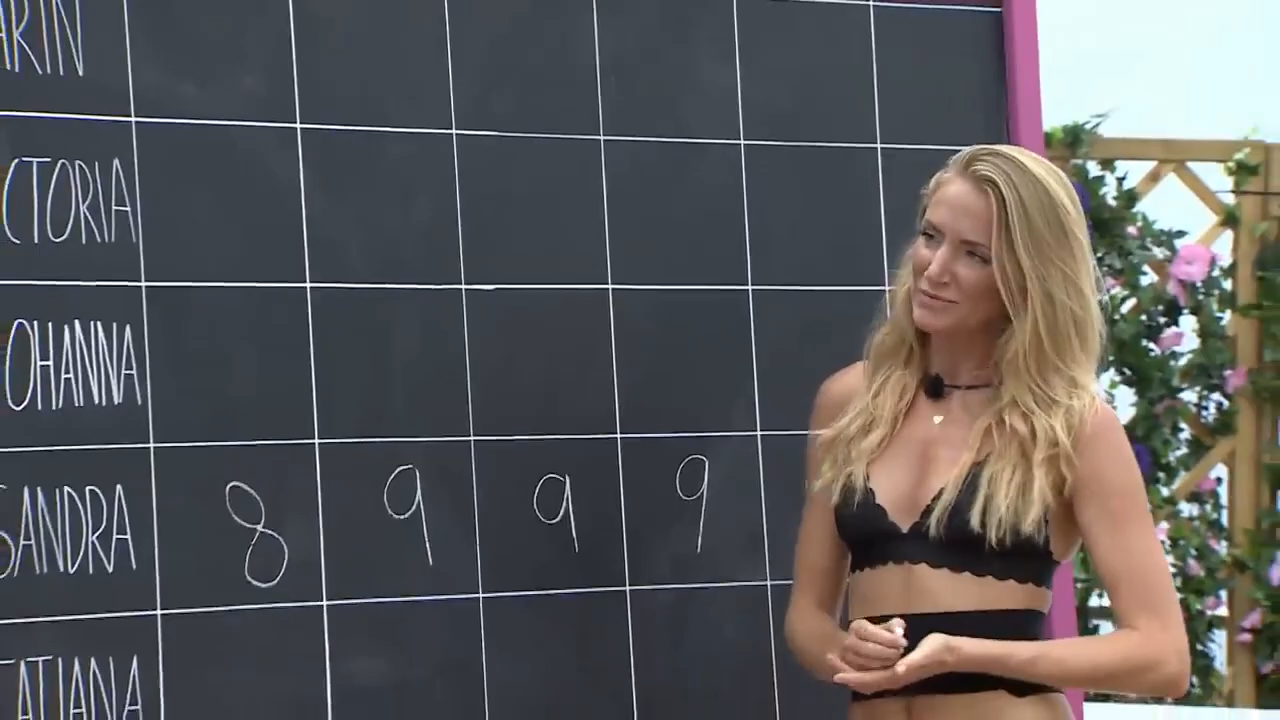 ARIN
CTORIA
OHANNA
SANDRA 8 9 9 9
TATIANA